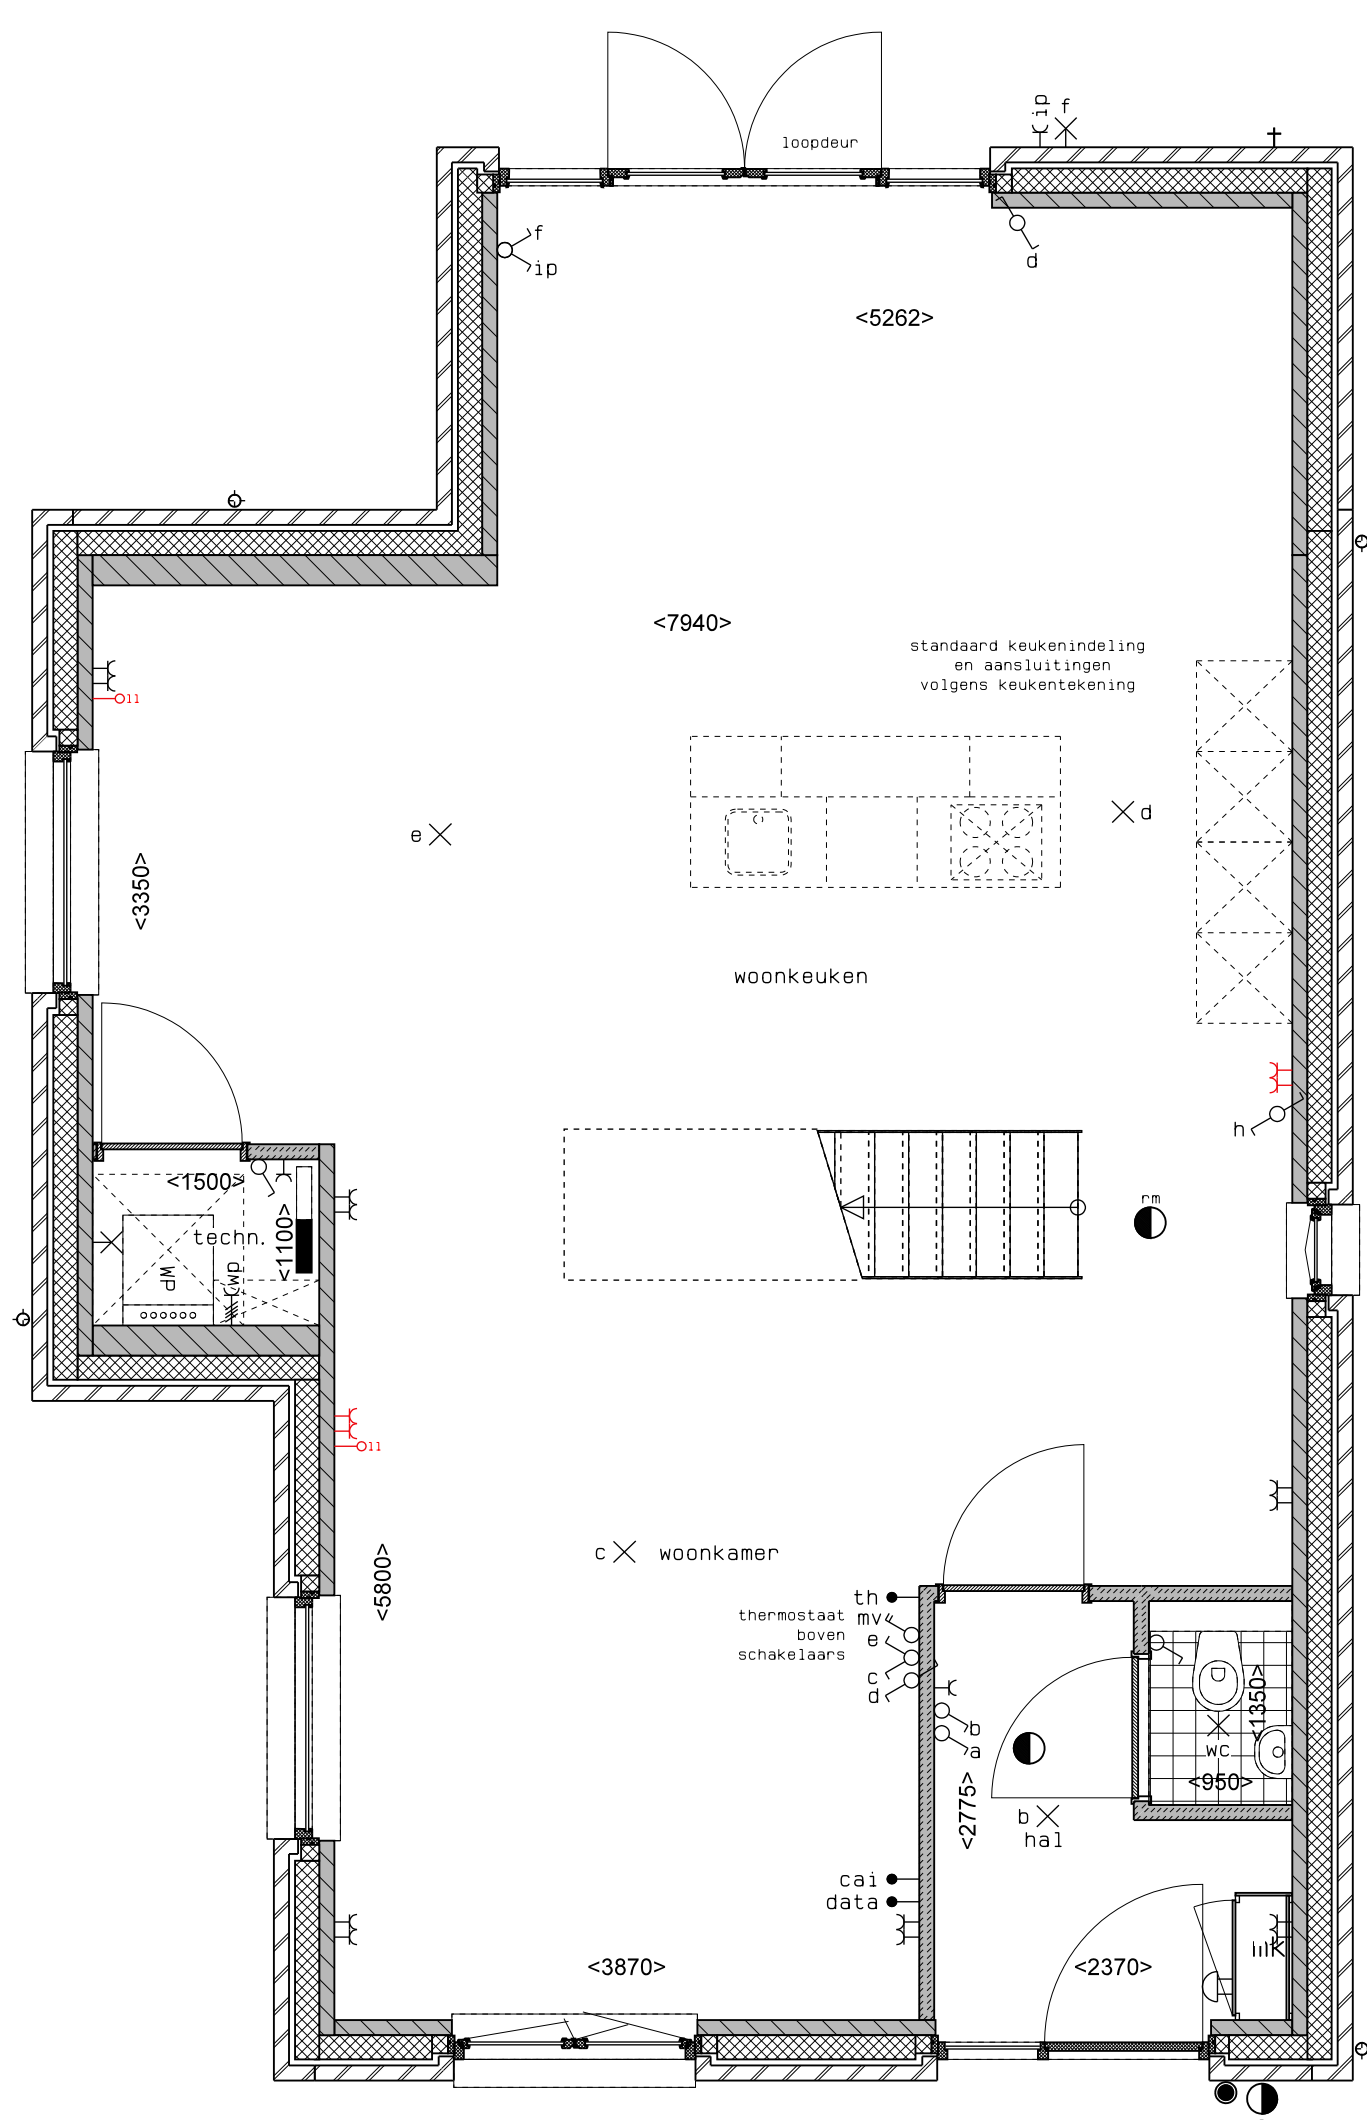 loopdeur
ip
f
f
ip
d
<5262>
<7940>
standaard keukenindeling
en aansluitingen
volgens keukentekening
11
e
d
<3350>
woonkeuken
h
<1500>
techn.
<1100>
wp
wp
rm
11
c woonkamer
<5800>
th
mv
thermostaat
boven
schakelaars
e
c
d
b
a
<1350>
wc
<950>
<2775>
b
hal
cai
data
mk
<3870>
<2370>